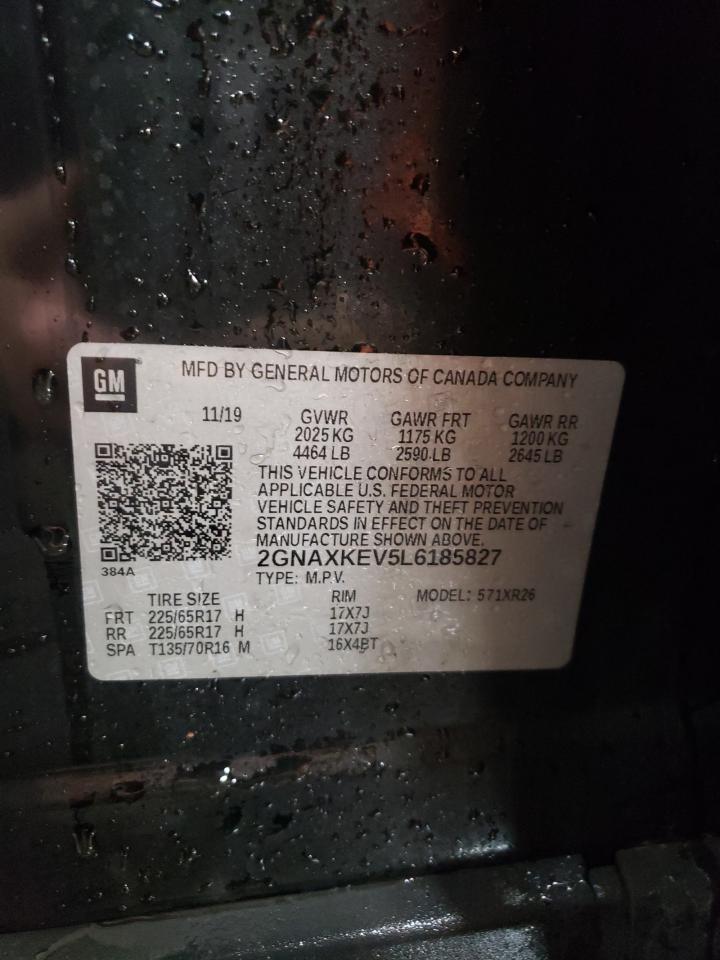 GM
MFD BY GENERAL MOTORS OF CANADA COMPANY
11/19 GVWR GAWR FRT GAWR RR
2025 KG 1175 KG 1200 KG
4464 LB 2590 LB 2645 LB
THIS VEHICLE CONFORMS TO ALL
APPLICABLE U.S. FEDERAL MOTOR
VEHICLE SAFETY AND THEFT PREVENTION
STANDARDS IN EFFECT ON THE DATE OF
MANUFACTURE SHOWN ABOVE.
2GNAXKEV5L6185827
384A
TYPE: M.P.V.
TIRE SIZE RIM MODEL: 571XR26
FRT 225/65R17 H 17X7J
RR 225/65R17 H 17X7J
SPA T135/70R16 M 16X4BT